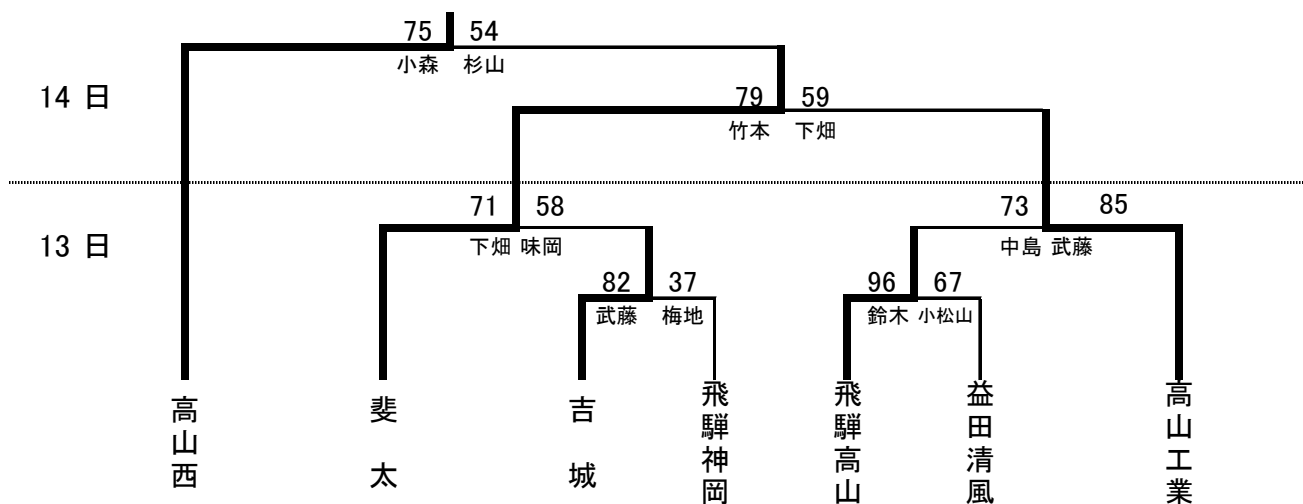 75 54
小森 杉山
14 日
79 59
竹本 下畑
71 58
73 85
13 日
下畑 味岡
中島 武藤
82 37
96 67
武藤 梅地
鈴木 小松山
高山西
斐太
吉城
飛騨神岡
飛騨高山
益田清風
高山工業